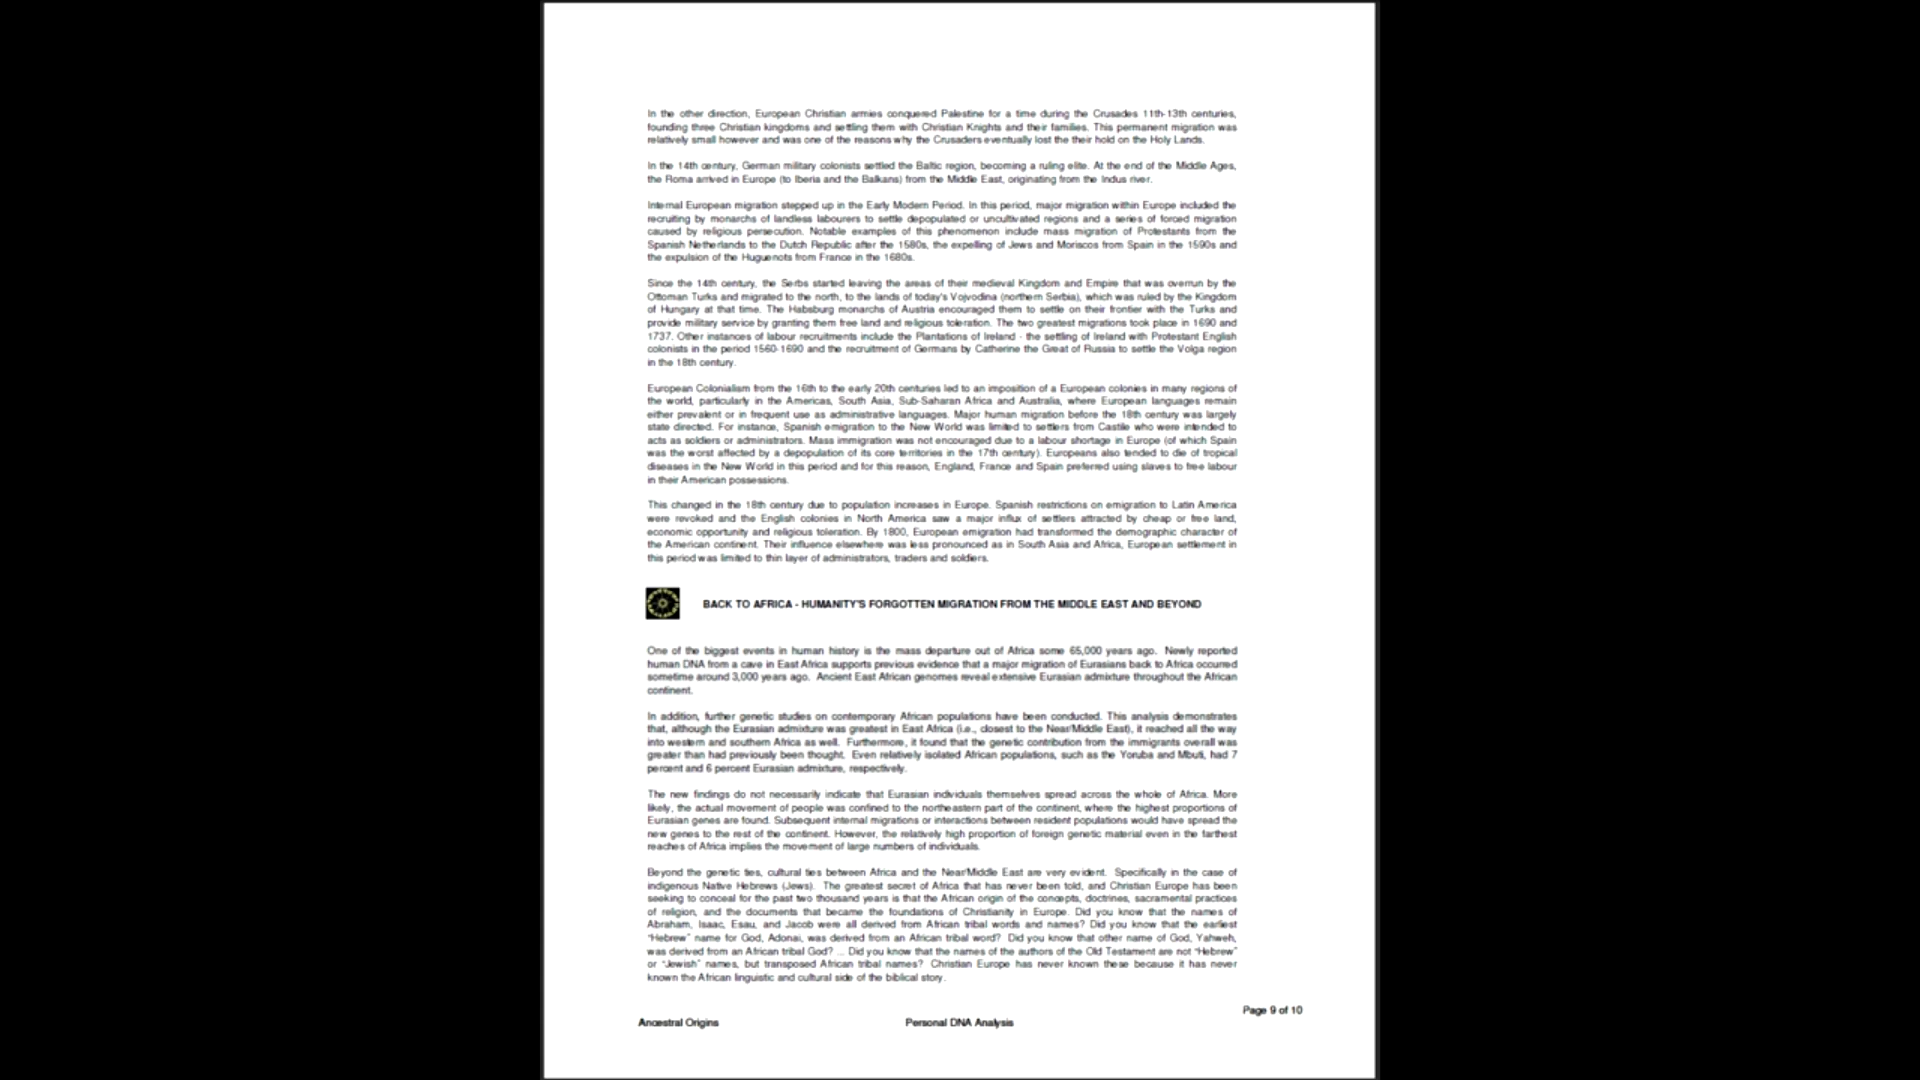 In the other direction, European Christian armies conquered Palestine for a time during the Crusades 11th-13th centuries,
founding three Christian kingdoms and settling them with Christian Knights and their families. This permanent migration was
relatively small however and was one of the reasons why the Crusaders eventually lost the their hold on the Holy Lands.
In the 14th century, German military colonists settled the Baltic region, becoming a ruling elite. At the end of the Middle Ages,
the Roma arrived in Europe (to Iberia and the Balkans) from the Middle East, originating from the Indus river.
Internal European migration stepped up in the Early Modern Period. In this period, major migration within Europe included the
recruiting by monarchs of landless labourers to settle depopulated or uncultivated regions and a series of forced migration
caused by religious persecution. Notable examples of this phenomenon include mass migration of Protestants from the
Spanish Netherlands to the Dutch Republic after the 1580s, the expelling of Jews and Moriscos from Spain in the 1590s and
the expulsion of the Huguenots from France in the 1680s.
Since the 14th century, the Serbs started leaving the areas of their medieval Kingdom and Empire that was overrun by the
Ottoman Turks and migrated to the north, to the lands of today's Vojvodina (northern Serbia), which was ruled by the Kingdom
of Hungary at that time. The Habsburg monarchs of Austria encouraged them to settle on their frontier with the Turks and
provide military service by granting them free land and religious toleration. The two greatest migrations took place in 1690 and
1737. Other instances of labour recruitments include the Plantations of Ireland - the settling of Ireland with Protestant English
colonists in the period 1560-1690 and the recruitment of Germans by Catherine the Great of Russia to settle the Volga region
in the 18th century.
European Colonialism from the 16th to the early 20th centuries led to an imposition of a European colonies in many regions of
the world, particularly in the Americas, South Asia, Sub-Saharan Africa and Australia, where European languages remain
either prevalent or in frequent use as administrative languages. Major human migration before the 18th century was largely
state directed. For instance, Spanish emigration to the New World was limited to settlers from Castile who were intended to
acts as soldiers or administrators. Mass immigration was not encouraged due to a labour shortage in Europe (of which Spain
was the worst affected by a depopulation of its core territories in the 17th century). Europeans also tended to die of tropical
diseases in the New World in this period and for this reason, England, France and Spain preferred using slaves to free labour
in their American possessions.
This changed in the 18th century due to population increases in Europe. Spanish restrictions on emigration to Latin America
were revoked and the English colonies in North America saw a major influx of settlers attracted by cheap or free land,
economic opportunity and religious toleration. By 1800, European emigration had transformed the demographic character of
the American continent. Their influence elsewhere was less pronounced as in South Asia and Africa, European settlement in
this period was limited to thin layer of administrators, traders and soldiers.
BACK TO AFRICA - HUMANITY'S FORGOTTEN MIGRATION FROM THE MIDDLE EAST AND BEYOND
One of the biggest events in human history is the mass departure out of Africa some 65,000 years ago. Newly reported
human DNA from a cave in East Africa supports previous evidence that a major migration of Eurasians back to Africa occurred
sometime around 3,000 years ago. Ancient East African genomes reveal extensive Eurasian admixture throughout the African
continent.
In addition, further genetic studies on contemporary African populations have been conducted. This analysis demonstrates
that, although the Eurasian admixture was greatest in East Africa (i.e., closest to the Near/Middle East), it reached all the way
into western and southern Africa as well. Furthermore, it found that the genetic contribution from the immigrants overall was
greater than had previously been thought. Even relatively isolated African populations, such as the Yoruba and Mbuti, had 7
percent and 6 percent Eurasian admixture, respectively.
The new findings do not necessarily indicate that Eurasian individuals themselves spread across the whole of Africa. More
likely, the actual movement of people was confined to the northeastern part of the continent, where the highest proportions of
Eurasian genes are found. Subsequent internal migrations or interactions between resident populations would have spread the
new genes to the rest of the continent. However, the relatively high proportion of foreign genetic material even in the farthest
reaches of Africa implies the movement of large numbers of individuals.
Beyond the genetic ties, cultural ties between Africa and the Near/Middle East are very evident. Specifically in the case of
indigenous Native Hebrews (Jews). The greatest secret of Africa that has never been told, and Christian Europe has been
seeking to conceal for the past two thousand years is that the African origin of the concepts, doctrines, sacramental practices
of religion, and the documents that became the foundations of Christianity in Europe. Did you know that the names of
Abraham, Isaac, Esau, and Jacob were all derived from African tribal words and names? Did you know that the earliest
"Hebrew" name for God, Adonai, was derived from an African tribal word? Did you know that other name of God, Yahweh,
was derived from an African tribal God? ... Did you know that the names of the authors of the Old Testament are not "Hebrew"
or "Jewish" names, but transposed African tribal names? Christian Europe has never known these because it has never
known the African linguistic and cultural side of the biblical story.
Page 9 of 10
Ancestral Origins Personal DNA Analysis